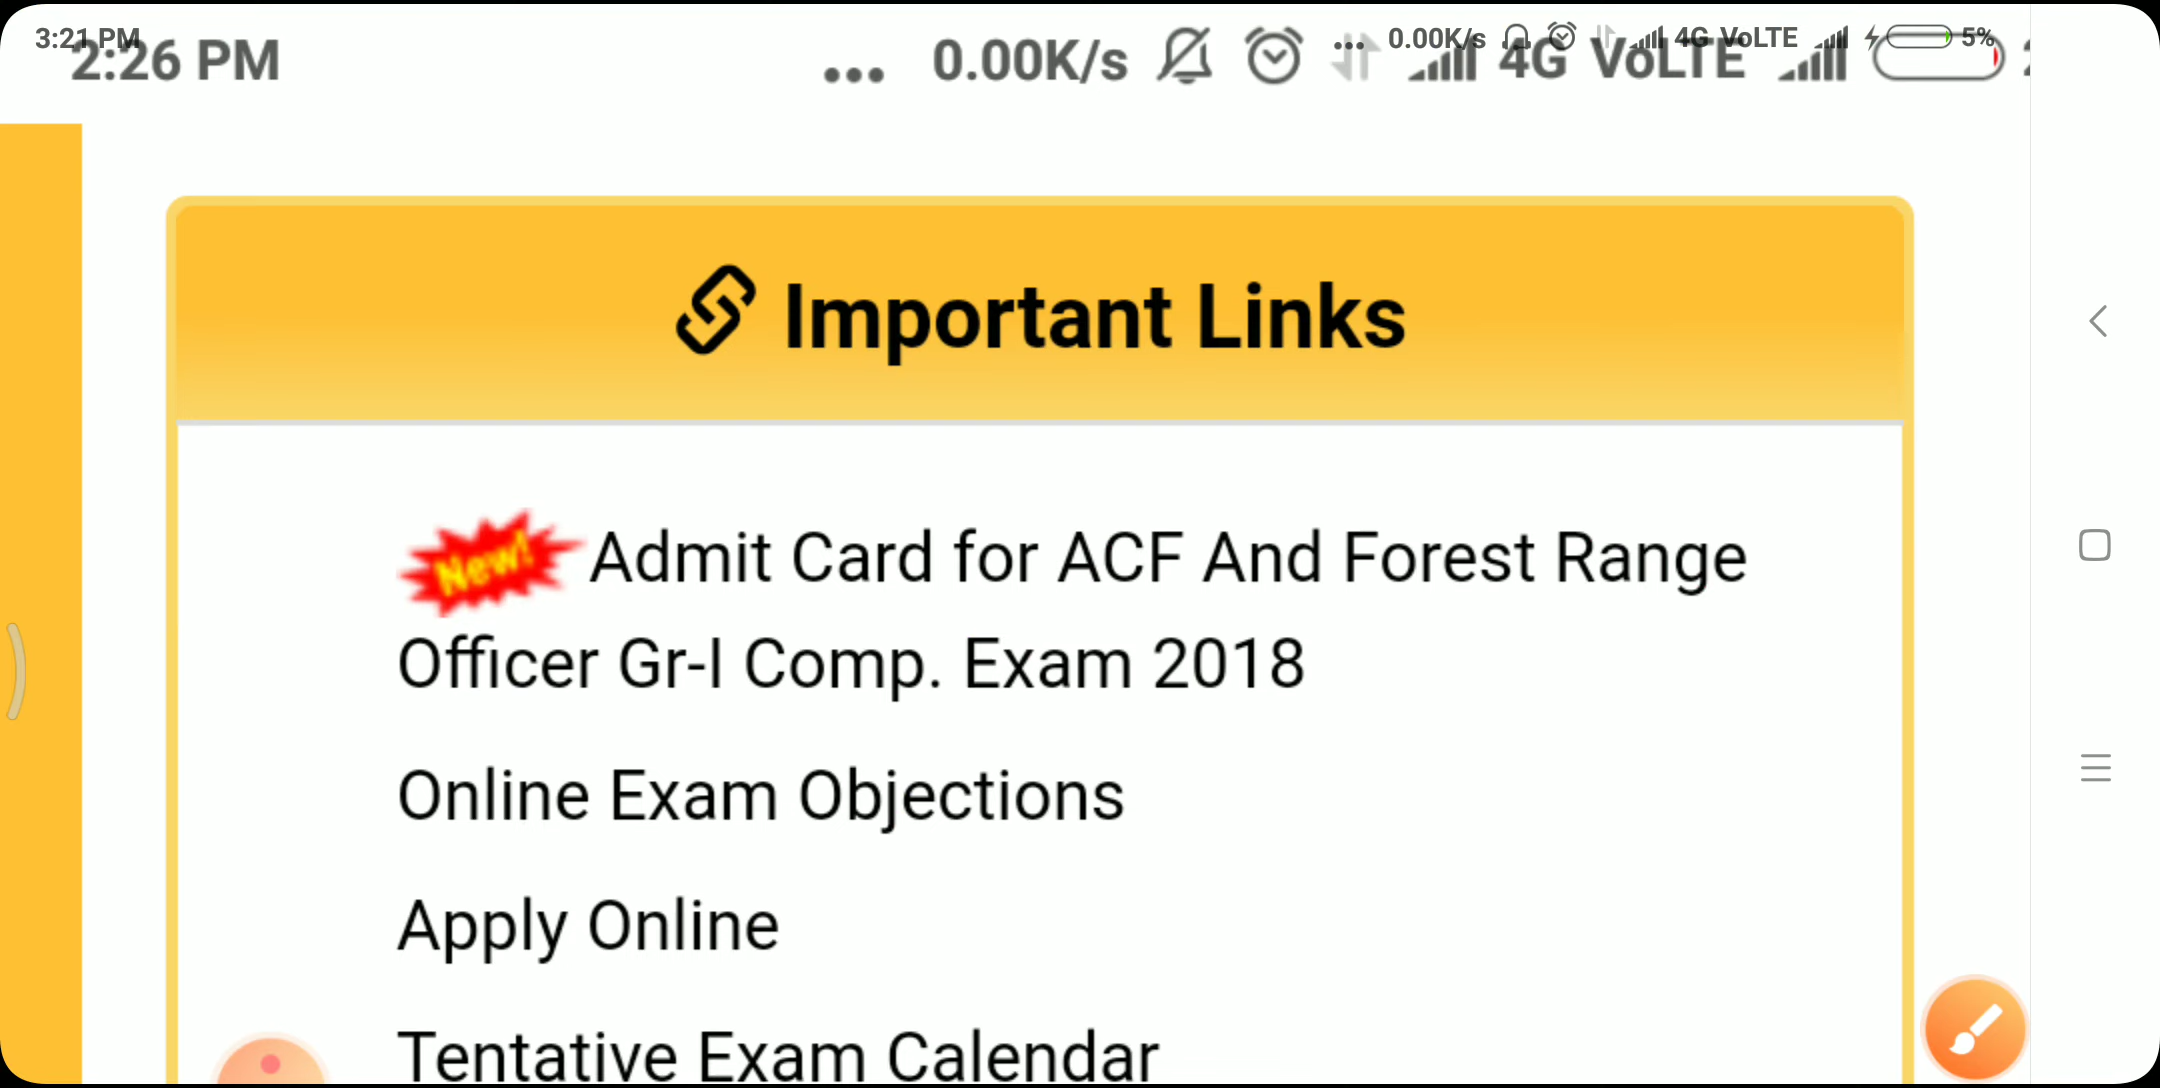 3:21 PM 0.00K/s 4G VoLTE 5%
2:26 PM 0.00K/s 4G VoLTE
Important Links
New! Admit Card for ACF And Forest Range
Officer Gr-I Comp. Exam 2018
Online Exam Objections
Apply Online
Tentative Exam Calendar